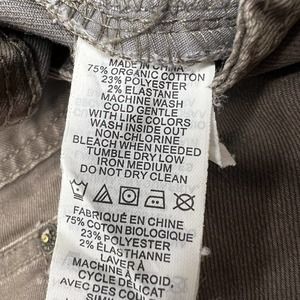 MADE IN CHINA
75% ORGANIC COTTON
23% POLYESTER
2% ELASTANE
MACHINE WASH
COLD GENTLE
WITH LIKE COLORS
WASH INSIDE OUT
NON-CHLORINE
BLEACH WHEN NEEDED
TUMBLE DRY LOW
IRON MEDIUM
DO NOT DRY CLEAN
FABRIQUÉ EN CHINE
75% COTON BIOLOGIQUE
23% POLYESTER
2% ÉLASTHANNE
LAVER À
MACHINE À FROID,
CYCLE DÉLICAT
AVEC DES COULEURS